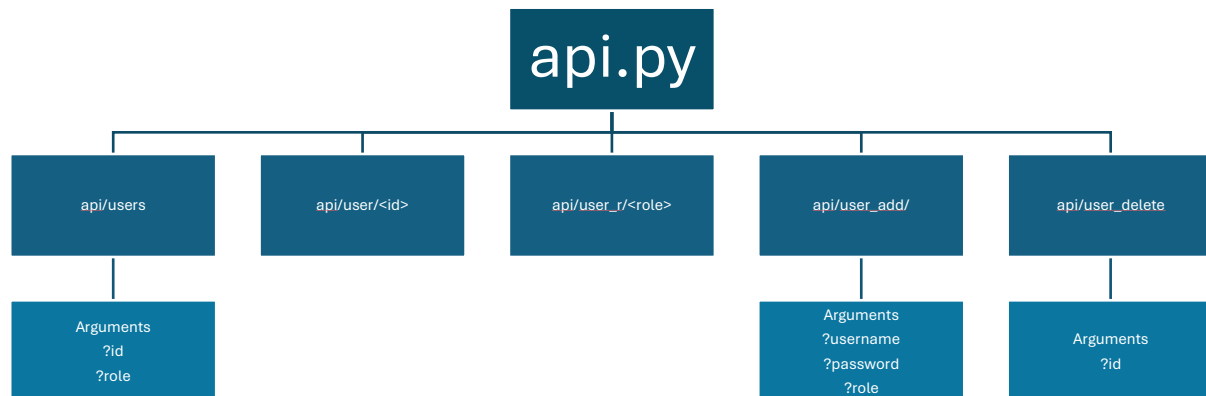 api.py
api/users
api/user/<id>
api/user_r/<role>
api/user_add/
api/user_delete
Arguments
?id
?role
Arguments
?username
?password
?role
Arguments
?id